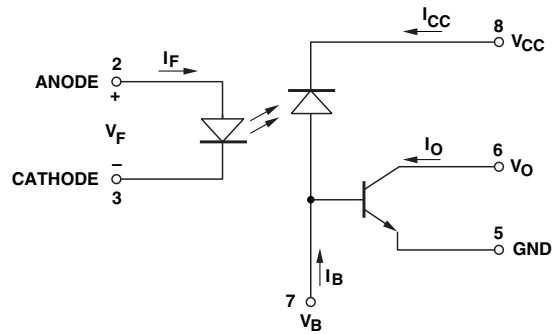 ICC
8
VCC
2
IF
ANODE
+
VF
–
CATHODE
3
IO
6
VO
5
GND
IB
7
VB